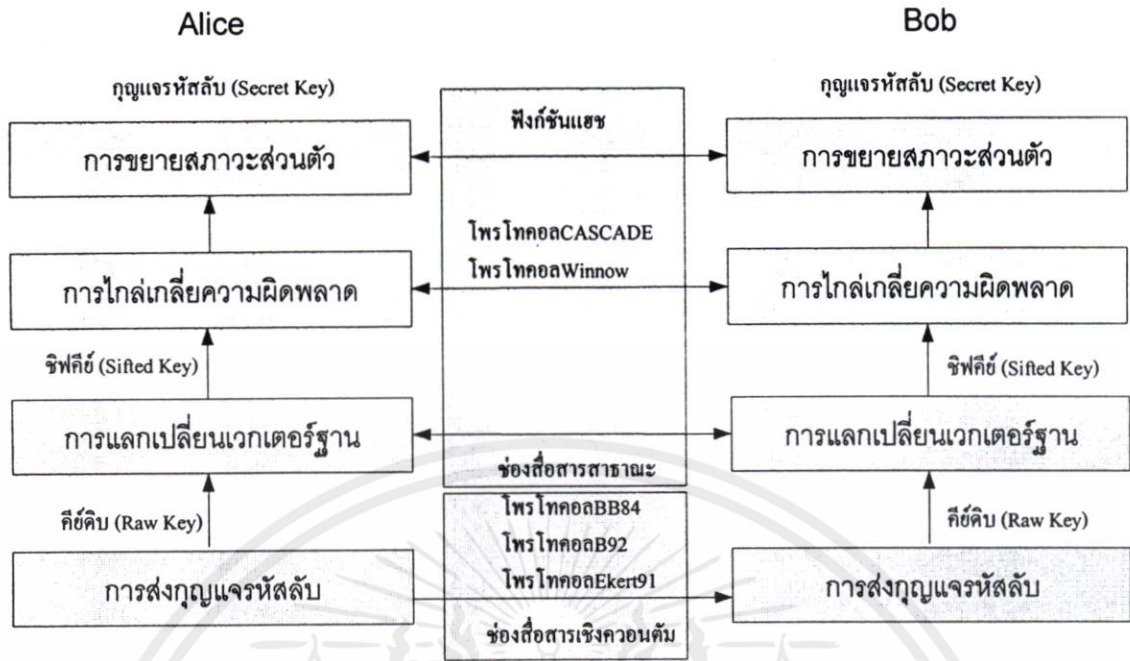 Alice
Bob
กุญแจรหัสลับ (Secret Key)
กุญแจรหัสลับ (Secret Key)
ฟังก์ชันแฮช
การขยายสภาวะส่วนตัว
การขยายสภาวะส่วนตัว
โพรโทคอลCASCADE
โพรโทคอลWinnow
การไกล่เกลี่ยความผิดพลาด
การไกล่เกลี่ยความผิดพลาด
ชิฟคีย์ (Sifted Key)
ชิฟคีย์ (Sifted Key)
การแลกเปลี่ยนเวกเตอร์ฐาน
การแลกเปลี่ยนเวกเตอร์ฐาน
ช่องสื่อสารสาธาณะ
โพรโทคอลBB84
คีย์ดิบ (Raw Key)
คีย์ดิบ (Raw Key)
โพรโทคอลB92
โพรโทคอลEkert91
การส่งกุญแจรหัสลับ
การส่งกุญแจรหัสลับ
ช่องสื่อสารเชิงควอนตัม